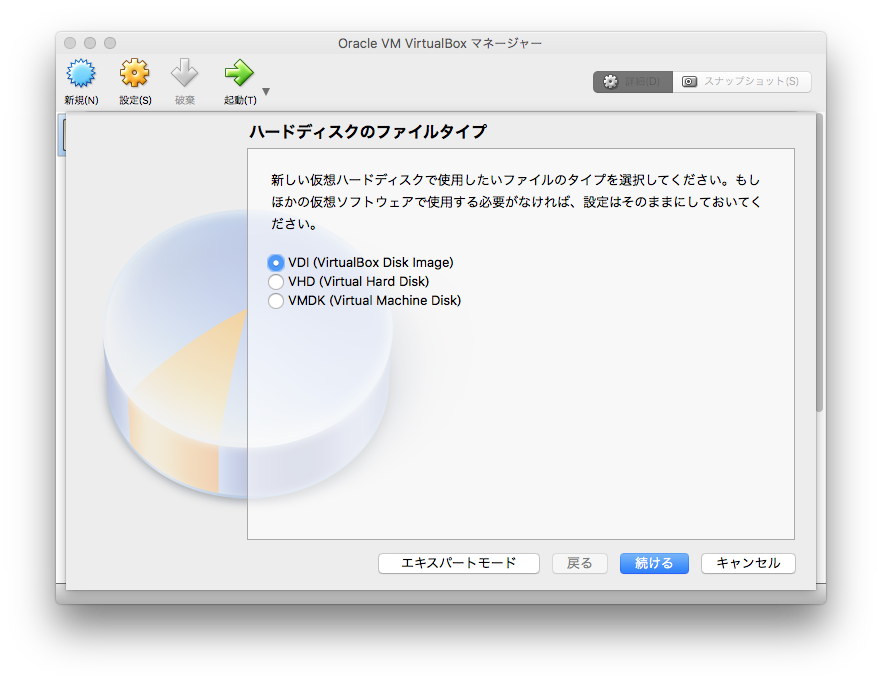 Oracle VM VirtualBox マネージャー
新規(N)
設定(S)
破棄
起動(T)
詳細(D)
スナップショット(S)
ハードディスクのファイルタイプ
新しい仮想ハードディスクで使用したいファイルのタイプを選択してください。もし
ほかの仮想ソフトウェアで使用する必要がなければ、設定はそのままにしておいてく
ださい。
VDI (VirtualBox Disk Image)
VHD (Virtual Hard Disk)
VMDK (Virtual Machine Disk)
エキスパートモード
戻る
続ける
キャンセル